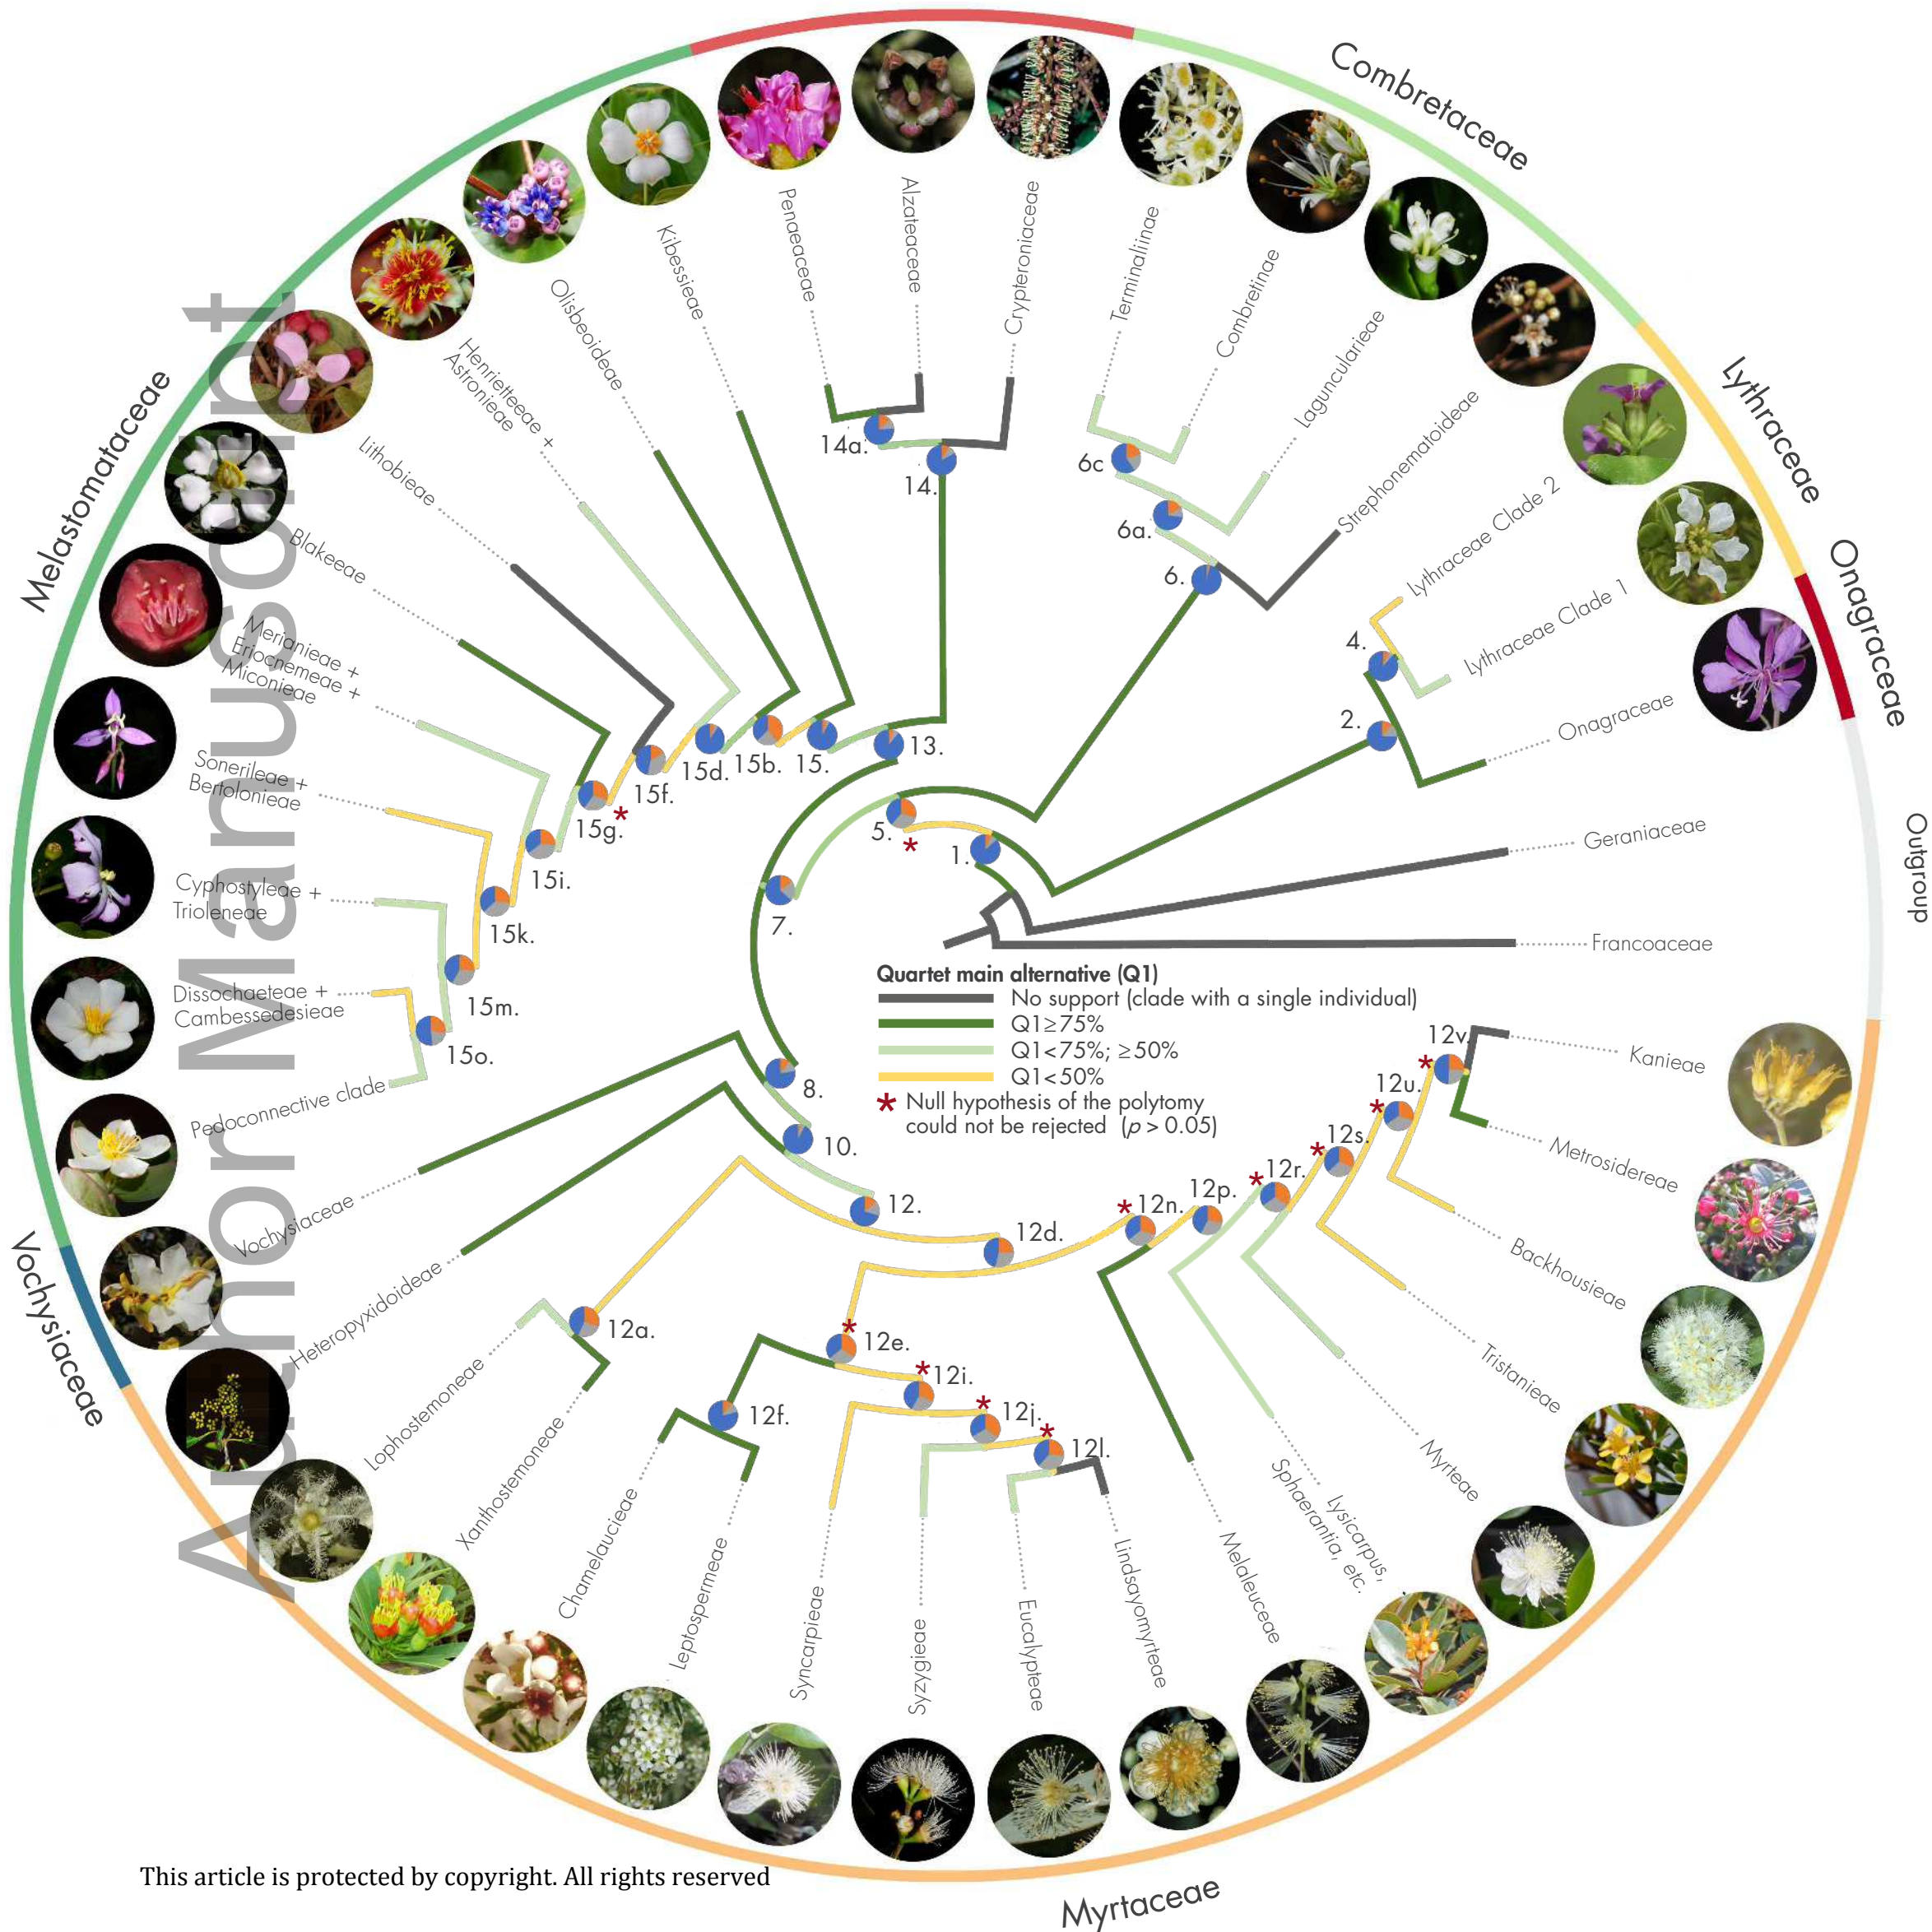 Combretaceae
Lythraceae
Onagraceae
Outgroup
Myrtaceae
Vochysiaceae
Melastomataceae
Penaeaceae
Alzateaceae
Crypteroniaceae
Terminaliinae
Combretinae
Laguncularieae
Strephonematoideae
Lythraceae Clade 2
Lythraceae Clade 1
Onagraceae
Geraniaceae
Francoaceae
Kanieae
Metrosidereae
Backhousieae
Tristanieae
Myrteae
Lysicarpus,
Sphaerantia, etc.
Melaleuceae
Lindsayomyrteae
Eucalypteae
Syzygieae
Syncarpieae
Leptospermeae
Chamelaucieae
Xanthostemoneae
Lophostemoneae
Heteropyxidoideae
Vochysiaceae
Pedoconnective clade
Dissochaeteae +
Cambessedesieae
Cyphostyleae +
Trioleneae
Sonerileae +
Bertolonieae
Merianieae +
Eriocnemeae +
Miconieae
Blakeeae
Lithobieae
Henrietteeae +
Astronieae
Olisbeoideae
Kibessieae
14a.
14.
6c
6a.
6.
4.
2.
13.
15.
15b.
15d.
15f.
15g.
*
15i.
15k.
15m.
15o.
5.
*
1.
7.
8.
10.
12.
12a.
12d.
12e.
*
12f.
12i.
*
12j.
*
12l.
*
12n.
*
12p.
12r.
*
12s.
*
12u.
*
12v.
*
Quartet main alternative (Q1)
No support (clade with a single individual)
Q1≥75%
Q1<75%; ≥50%
Q1<50%
* Null hypothesis of the polytomy
could not be rejected (p > 0.05)
Author Manuscript
This article is protected by copyright. All rights reserved